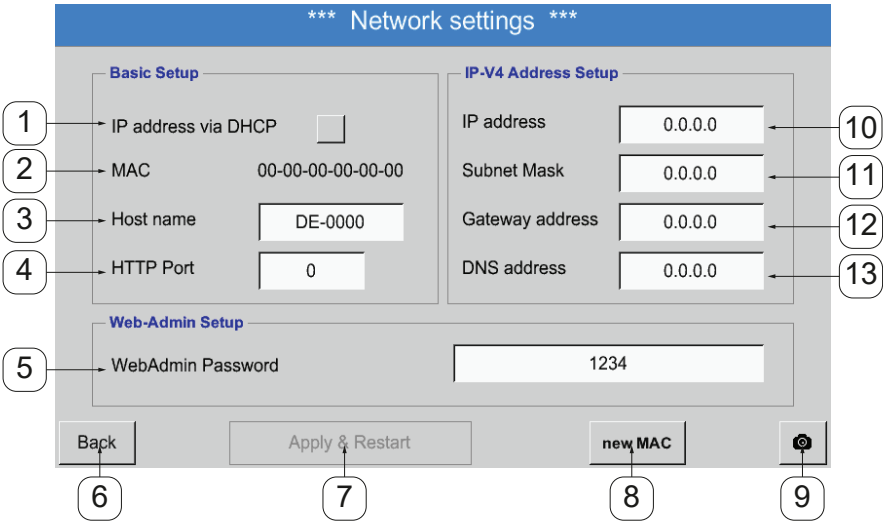 *** Network settings ***
Basic Setup
1 IP address via DHCP
2 MAC 00-00-00-00-00-00
3 Host name DE-0000
4 HTTP Port 0
IP-V4 Address Setup
IP address 0.0.0.0 10
Subnet Mask 0.0.0.0 11
Gateway address 0.0.0.0 12
DNS address 0.0.0.0 13
Web-Admin Setup
5 WebAdmin Password 1234
Back Apply & Restart new MAC
6 7 8 9